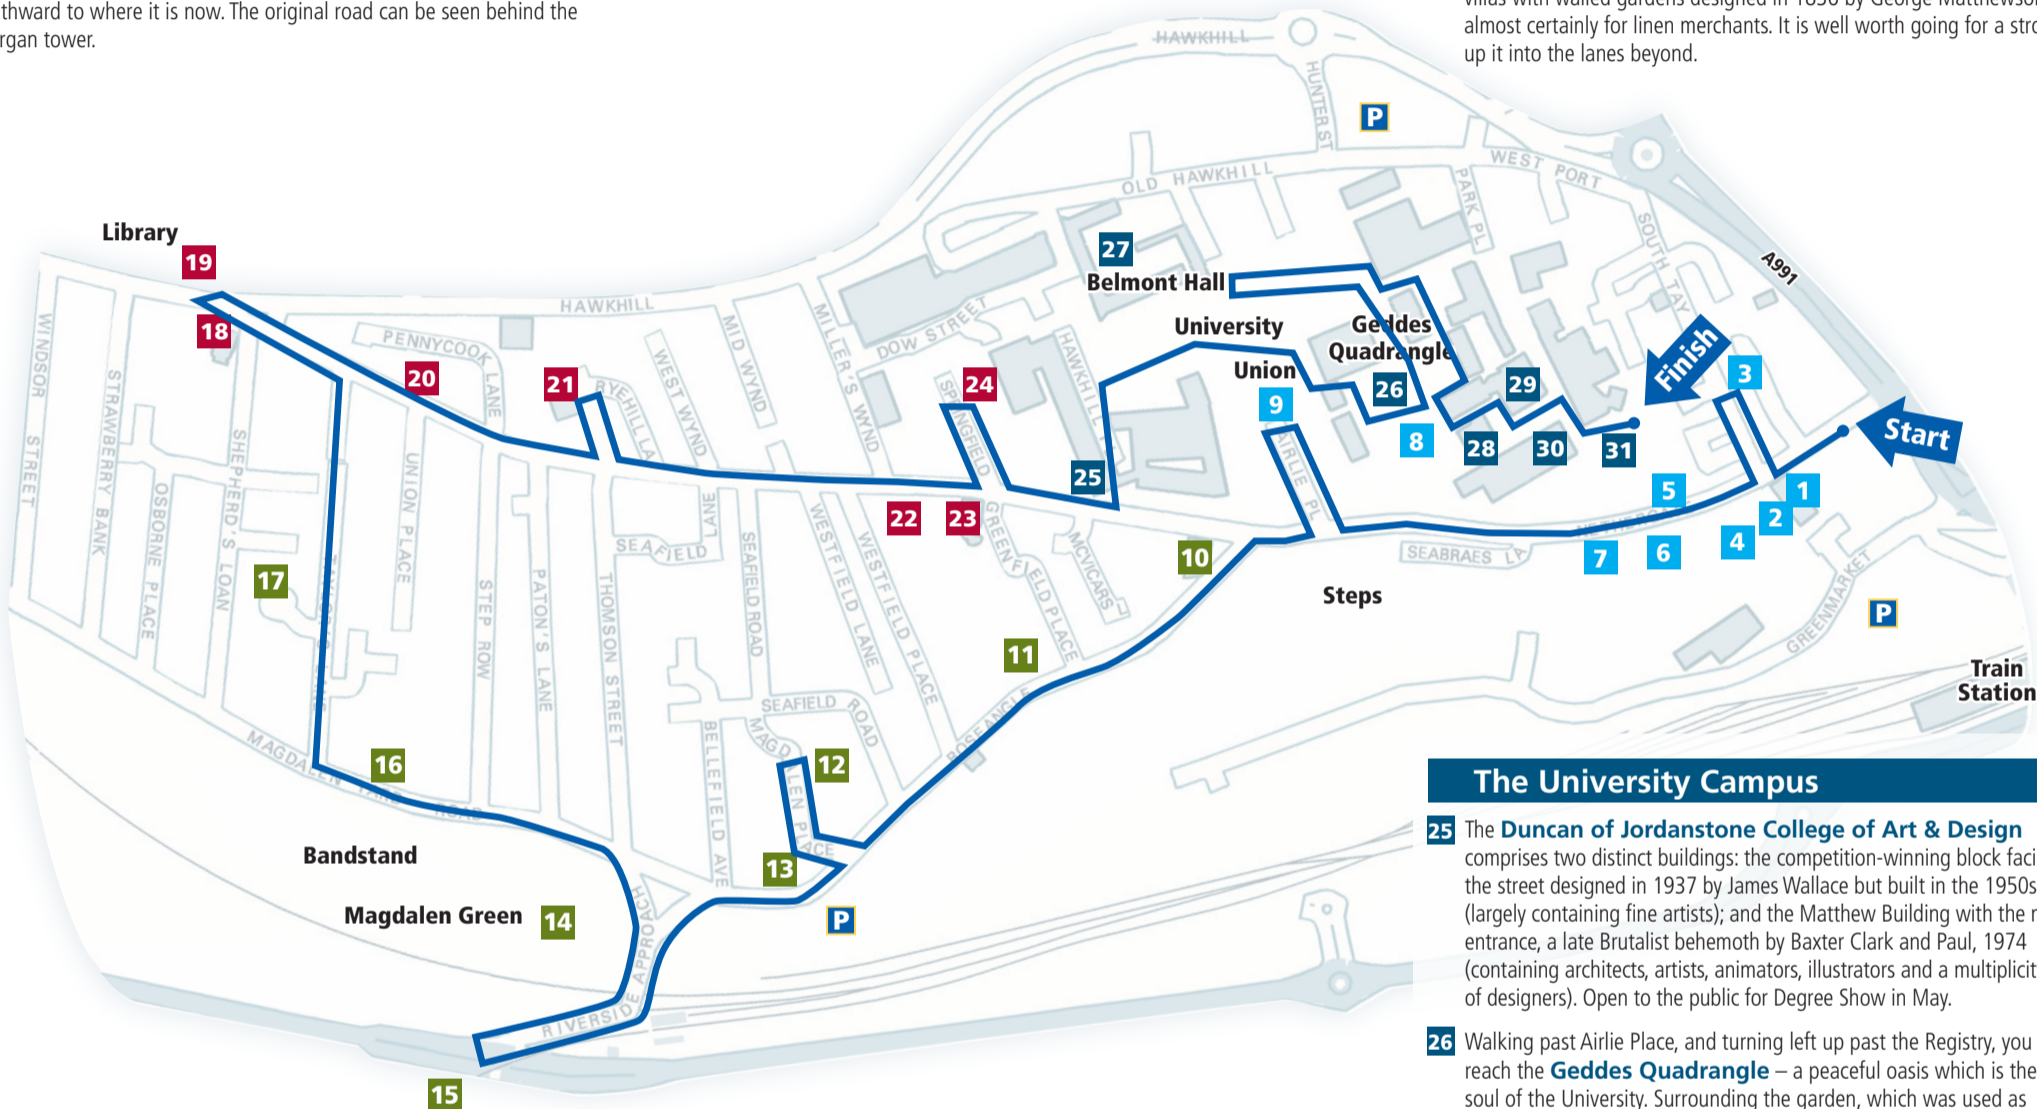 thward to where it is now. The original road can be seen behind the
rgan tower.
almost certainly for linen merchants. It is well worth going for a stro
up it into the lanes beyond.
HAWKHILL
HUNTER ST
P
WEST PORT
OLD HAWKHILL
PARK PL
SOUTH TAY
A991
Library
19
18
HAWKHILL
27
Belmont Hall
University
Union
Geddes
Quadrangle
26
9
8
29
28
30
31
Finish
3
Start
1
2
5
4
6
7
WINDSOR STREET
STRAWBERRY BANK
OSBORNE PLACE
SHEPHERD'S LOAN
PENNYCOOK LANE
20
21
RYEHILL LA
WEST WYND
MID WYND
MILLER'S WYND
DOW STREET
24
SPRINGFIELD
25
AIRLIE PL
22
23
UNION PLACE
STEP ROW
PATON'S LANE
THOMSON STREET
SEAFIELD LANE
SEAFIELD ROAD
WESTFIELD LANE
WESTFIELD PLACE
GREENFIELD PLACE
MCVICARS
10
SEABRAES LA
Steps
GREENMARKET
P
Train
Station
17
11
ROSEANGLE
SEAFIELD ROAD
MAGDALEN PLACE
12
13
BELLEFIELD AVE
MAGDALEN YARD ROAD
16
Bandstand
Magdalen Green
14
P
RIVERSIDE APPROACH
15
The University Campus
25 The Duncan of Jordanstone College of Art & Design
comprises two distinct buildings: the competition-winning block faci
the street designed in 1937 by James Wallace but built in the 1950s
(largely containing fine artists); and the Matthew Building with the
entrance, a late Brutalist behemoth by Baxter Clark and Paul, 1974
(containing architects, artists, animators, illustrators and a multiplicit
of designers). Open to the public for Degree Show in May.
26 Walking past Airlie Place, and turning left up past the Registry, you
reach the Geddes Quadrangle – a peaceful oasis which is the
soul of the University. Surrounding the garden, which was used as